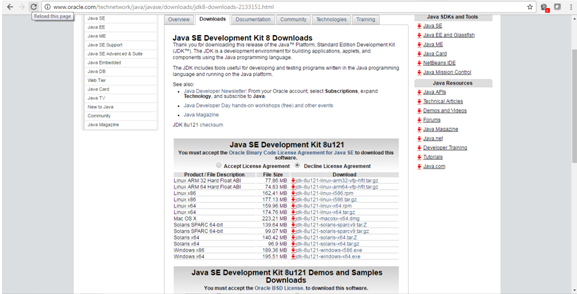 www.oracle.com/technetwork/java/javase/downloads/jdk8-downloads-2133151.html
Reload this page
Java SE
Java EE
Java ME
Java SE Support
Java SE Advanced & Suite
Java Embedded
Java DB
Web Tier
Java Card
Java TV
New to Java
Community
Java Magazine
Overview Downloads Documentation Community Technologies Training
Java SE Development Kit 8 Downloads
Thank you for downloading this release of the Java™ Platform, Standard Edition Development Kit
(JDK™). The JDK is a development environment for building applications, applets, and
components using the Java programming language.
The JDK includes tools useful for developing and testing programs written in the Java programming
language and running on the Java platform.
See also:
Java Developer Newsletter: From your Oracle account, select Subscriptions, expand
Technology, and subscribe to Java.
Java Developer Day hands-on workshops (free) and other events
Java Magazine
JDK 8u121 checksum
Java SE Development Kit 8u121
You must accept the Oracle Binary Code License Agreement for Java SE to download this
software.
Accept License Agreement Decline License Agreement
Product / File Description File Size Download
Linux ARM 32 Hard Float ABI 77.86 MB jdk-8u121-linux-arm32-vfp-hflt.tar.gz
Linux ARM 64 Hard Float ABI 74.83 MB jdk-8u121-linux-arm64-vfp-hflt.tar.gz
Linux x86 162.41 MB jdk-8u121-linux-i586.rpm
Linux x86 177.13 MB jdk-8u121-linux-i586.tar.gz
Linux x64 159.96 MB jdk-8u121-linux-x64.rpm
Linux x64 174.76 MB jdk-8u121-linux-x64.tar.gz
Mac OS X 223.21 MB jdk-8u121-macosx-x64.dmg
Solaris SPARC 64-bit 139.64 MB jdk-8u121-solaris-sparcv9.tar.Z
Solaris SPARC 64-bit 99.07 MB jdk-8u121-solaris-sparcv9.tar.gz
Solaris x64 140.42 MB jdk-8u121-solaris-x64.tar.Z
Solaris x64 96.9 MB jdk-8u121-solaris-x64.tar.gz
Windows x86 189.36 MB jdk-8u121-windows-i586.exe
Windows x64 195.51 MB jdk-8u121-windows-x64.exe
Java SE Development Kit 8u121 Demos and Samples
Downloads
You must accept the Oracle BSD License. to download this software.
Java SDKs and Tools
Java SE
Java EE and Glassfish
Java ME
Java Card
NetBeans IDE
Java Mission Control
Java Resources
Java APIs
Technical Articles
Demos and Videos
Forums
Java Magazine
Java.net
Developer Training
Tutorials
Java.com